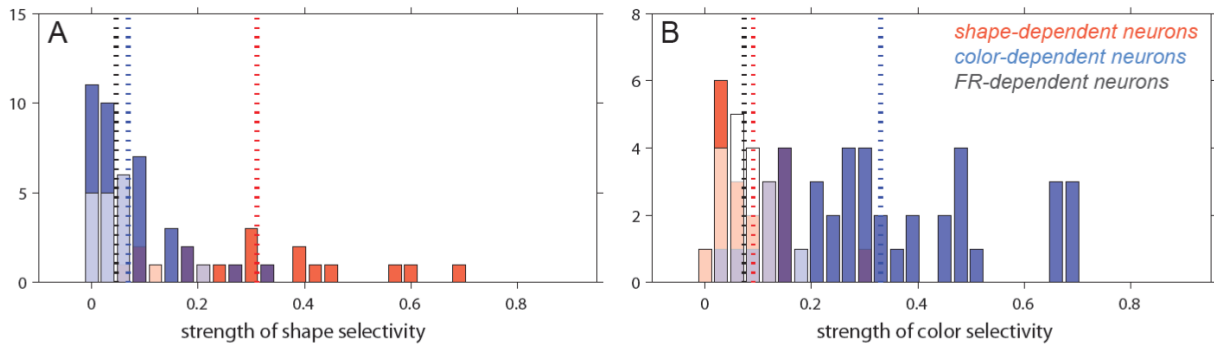 A
15
10
5
0
0
0.2
0.4
0.6
0.8
strength of shape selectivity
B
shape-dependent neurons
color-dependent neurons
FR-dependent neurons
8
6
4
2
0
0
0.2
0.4
0.6
0.8
strength of color selectivity